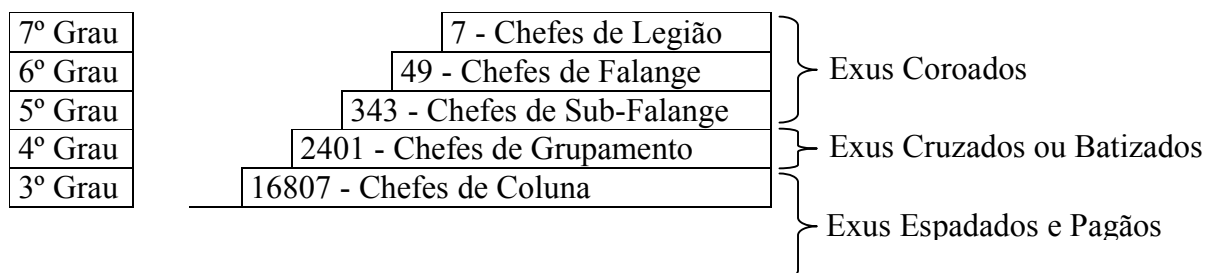 7º Grau 7 - Chefes de Legião
6º Grau 49 - Chefes de Falange Exus Coroados
5º Grau 343 - Chefes de Sub-Falange
4º Grau 2401 - Chefes de Grupamento Exus Cruzados ou Batizados
3º Grau 16807 - Chefes de Coluna
Exus Espadados e Pagãos